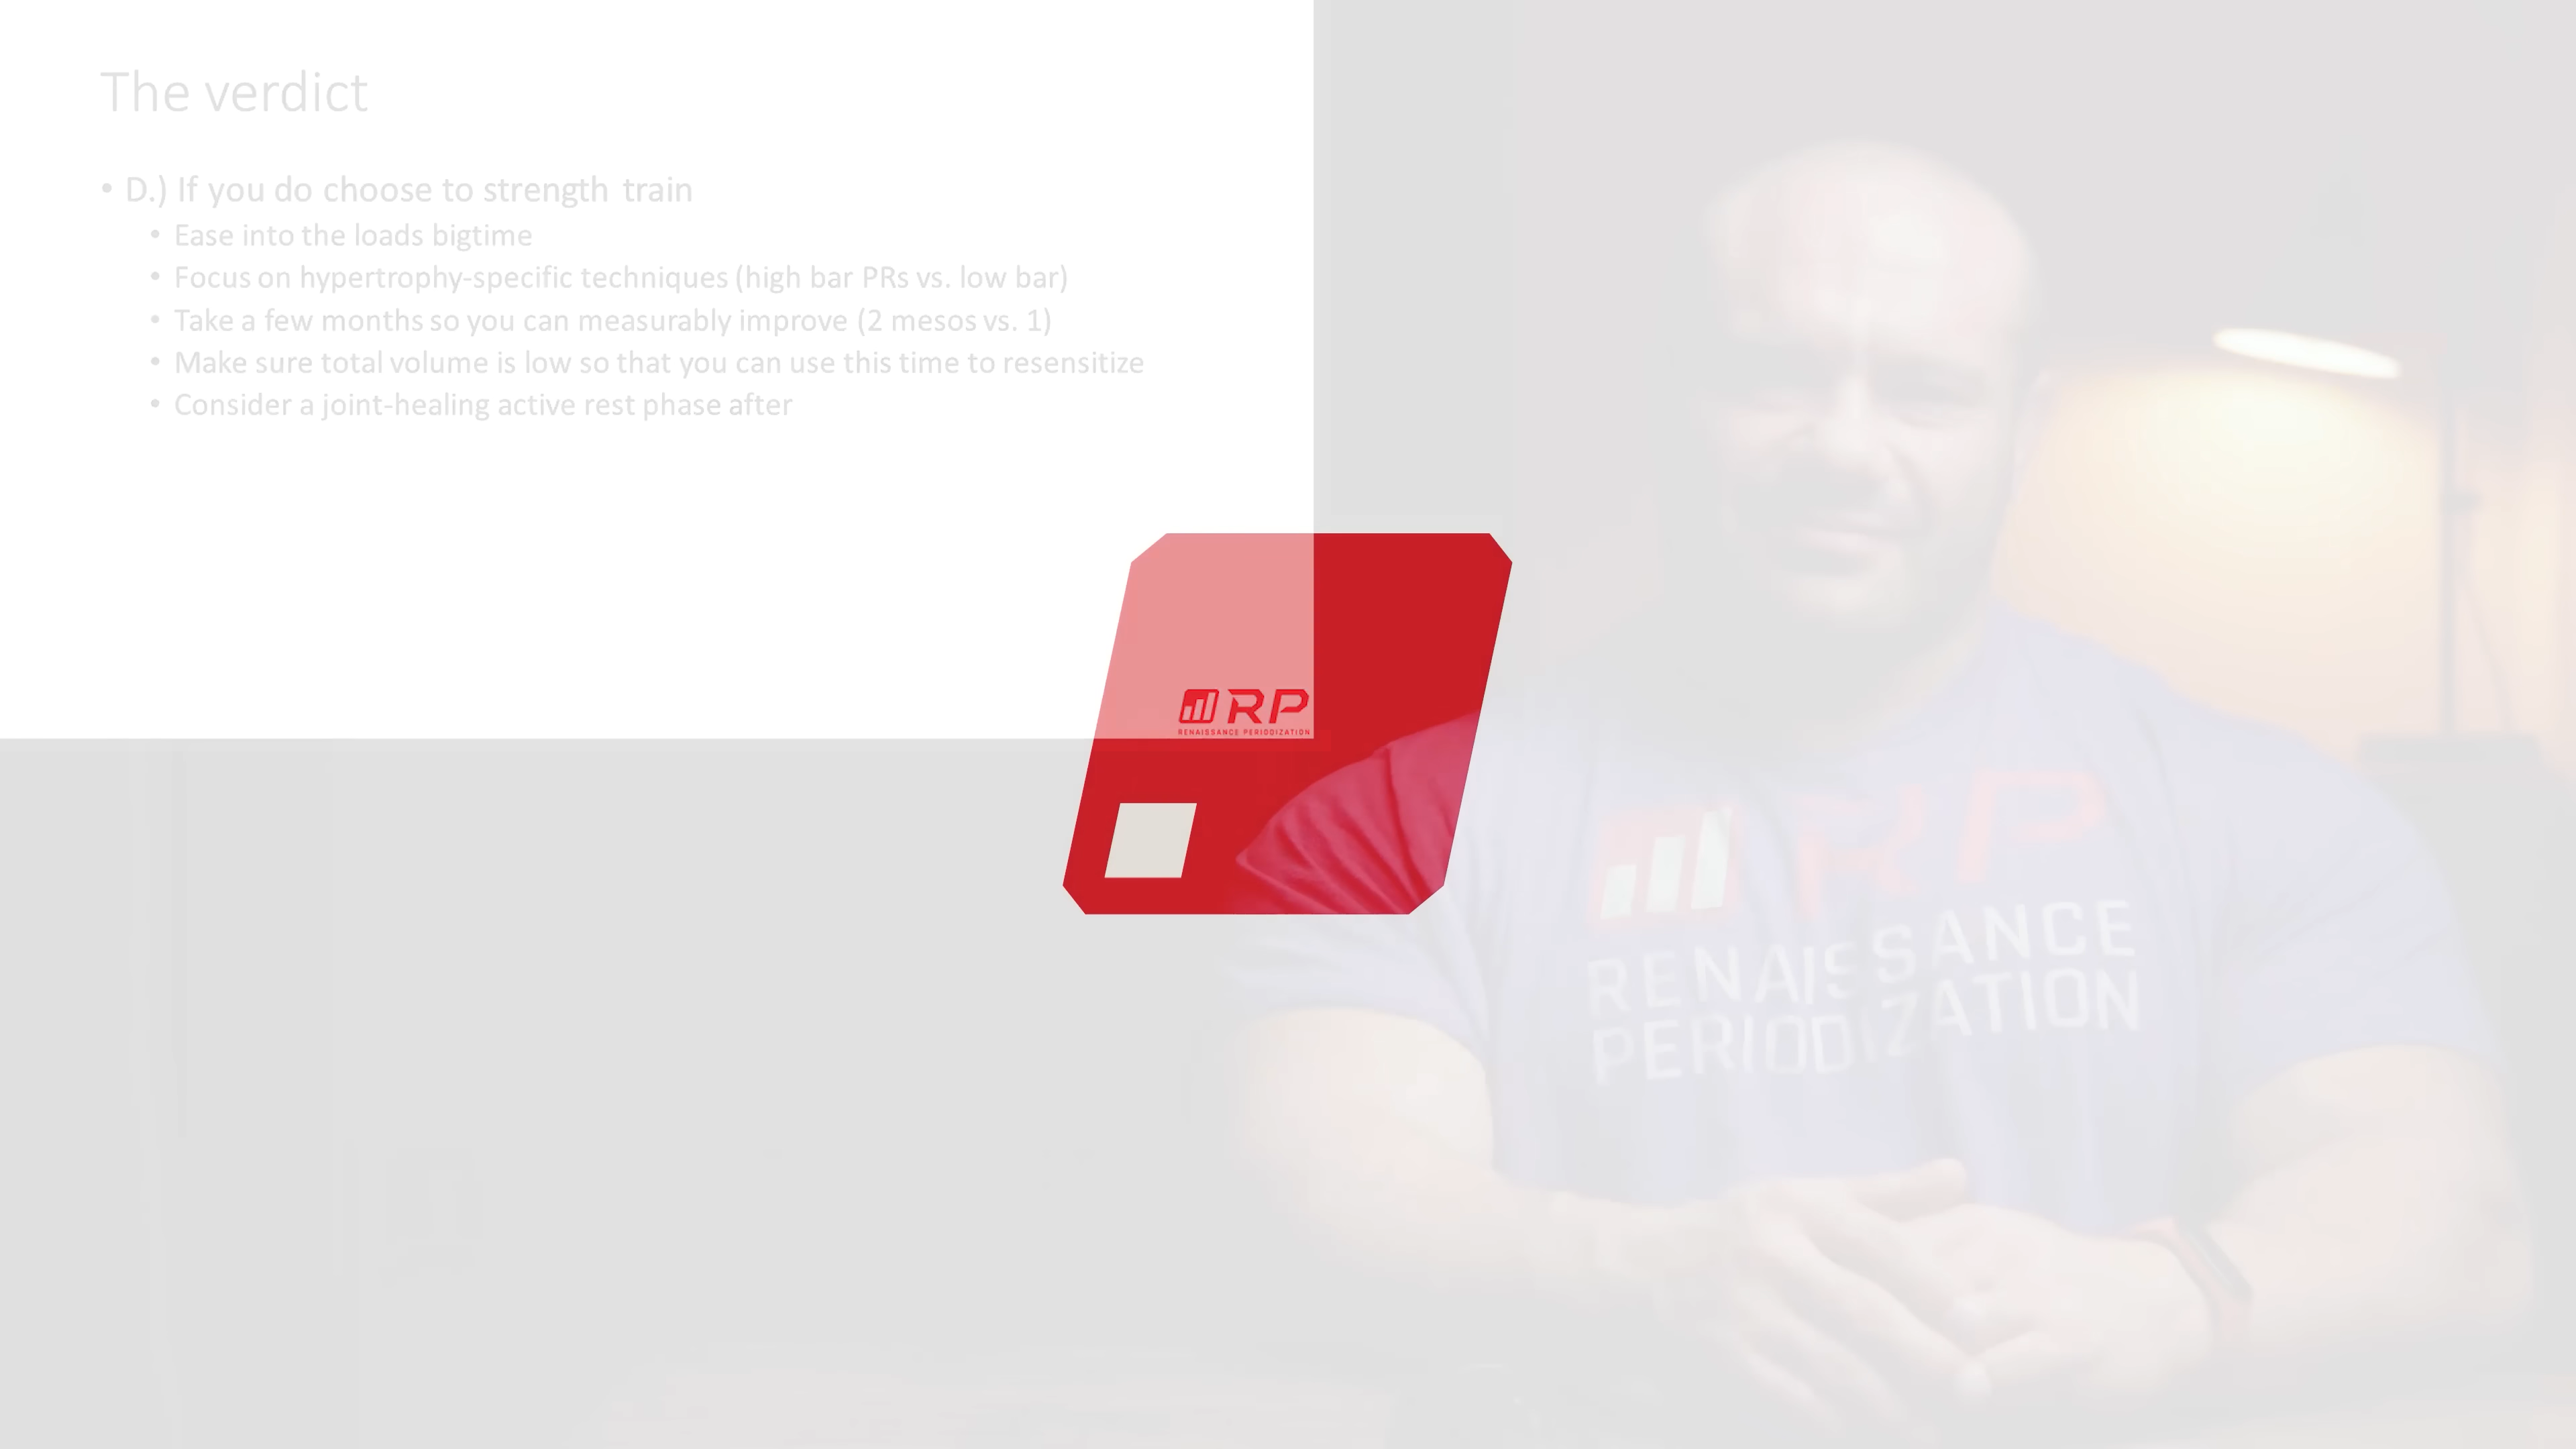 The verdict
• D.) If you do choose to strength train
• Ease into the loads bigtime
• Focus on hypertrophy-specific techniques (high bar PRs vs. low bar)
• Take a few months so you can measurably improve (2 mesos vs. 1)
• Make sure total volume is low so that you can use this time to resensitize
• Consider a joint-healing active rest phase after
RP
RENAISSANCE PERIODIZATION
RP
RENAISSANCE
PERIODIZATION